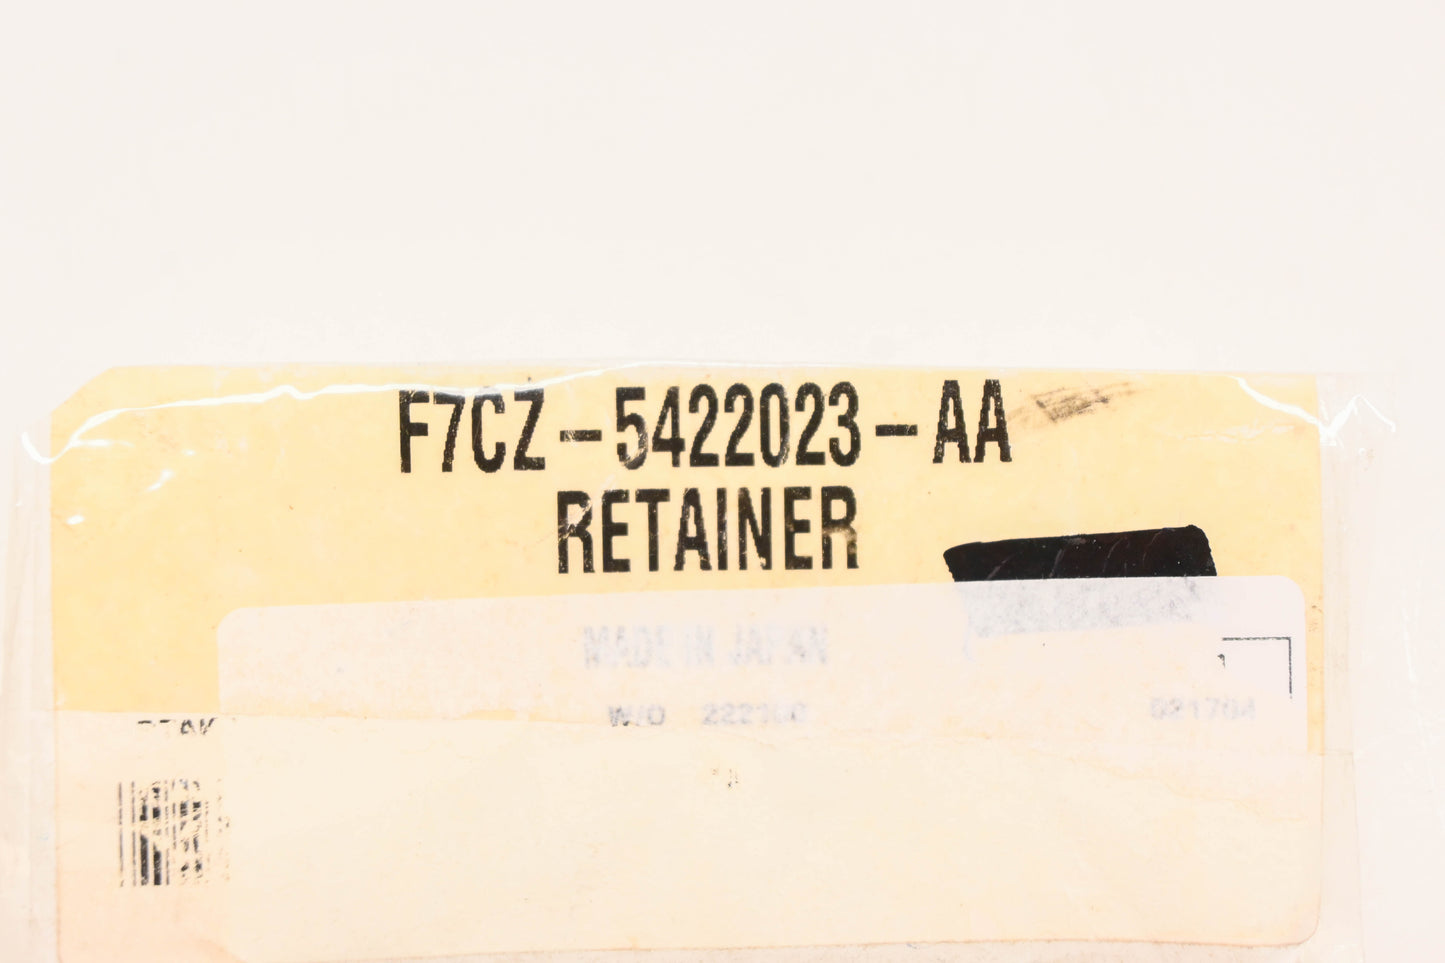 F7CZ-5422023-AA
RETAINER
MADE IN JAPAN
W/O